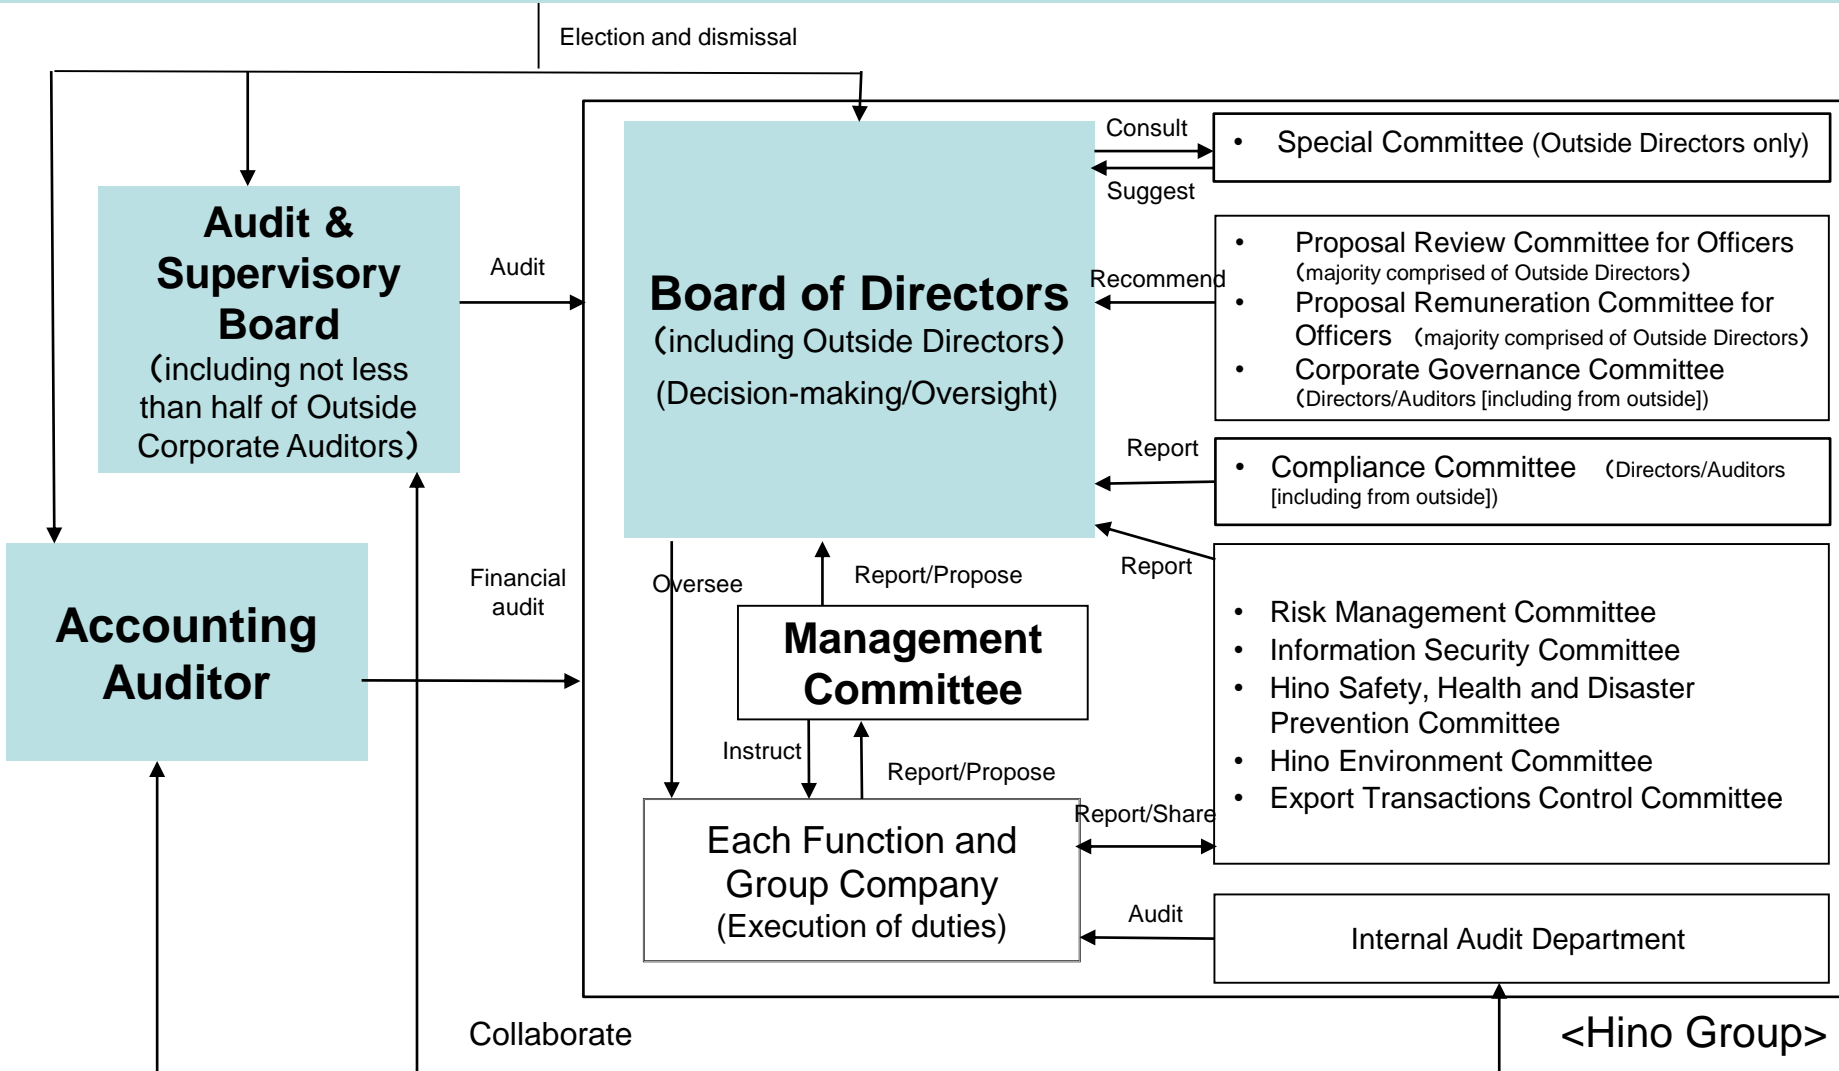 Election and dismissal
Audit &
Supervisory
Board
（including not less
than half of Outside
Corporate Auditors）
Audit
Accounting
Auditor
Financial
audit
Board of Directors
（including Outside Directors）
(Decision-making/Oversight)
Consult
Suggest
• Special Committee (Outside Directors only)
Recommend
• Proposal Review Committee for Officers
（majority comprised of Outside Directors）
• Proposal Remuneration Committee for
Officers （majority comprised of Outside Directors）
• Corporate Governance Committee
（Directors/Auditors [including from outside]）
Report
• Compliance Committee （Directors/Auditors
[including from outside]）
Report
Oversee
Report/Propose
Management
Committee
Instruct
Report/Propose
• Risk Management Committee
• Information Security Committee
• Hino Safety, Health and Disaster
Prevention Committee
• Hino Environment Committee
• Export Transactions Control Committee
Report/Share
Each Function and
Group Company
(Execution of duties)
Audit
Internal Audit Department
Collaborate
<Hino Group>